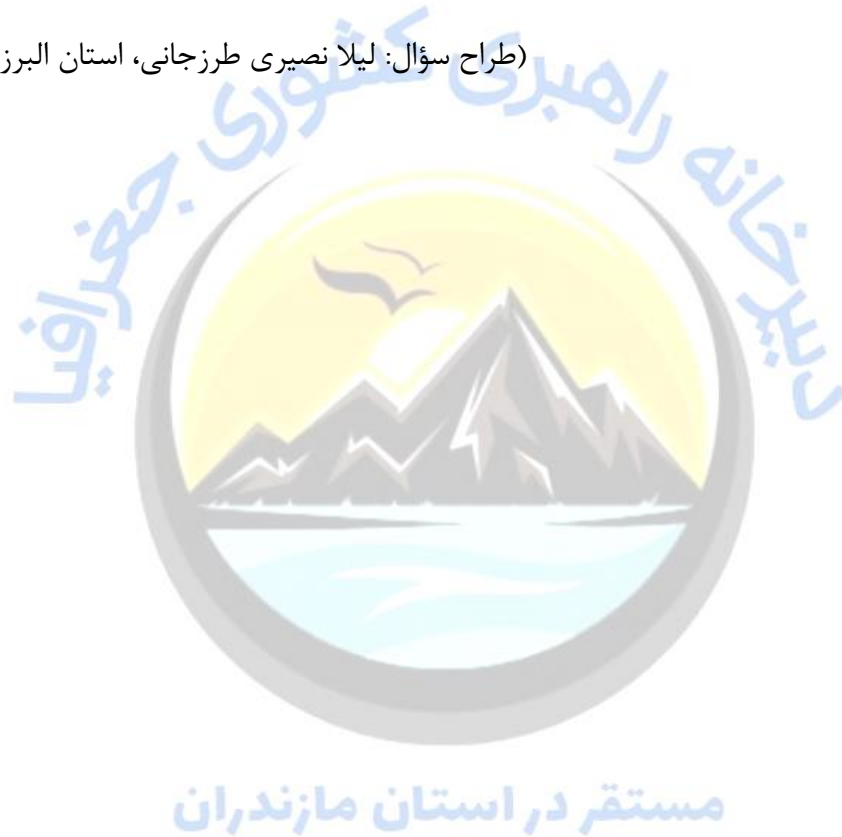 (طراح سؤال: لیلا نصیری طرزجانی، استان البرز
دبیرخانه راهبری کشوری جغرافیا
مستقر در استان مازندران